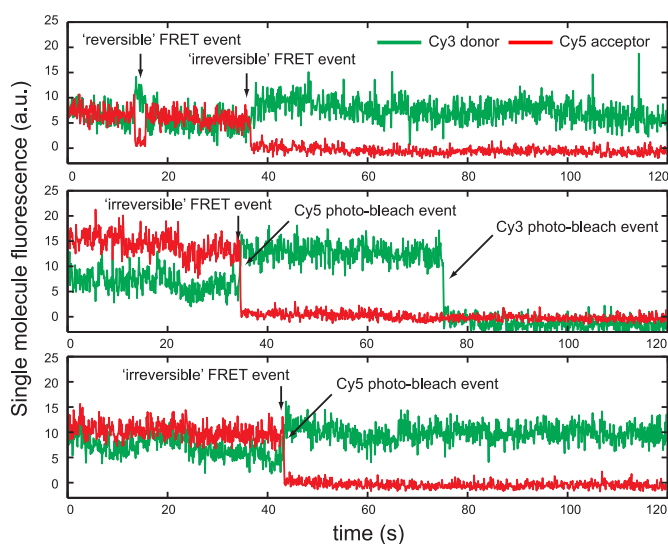 25
'reversible' FRET event
Cy3 donor
Cy5 acceptor
20
'irreversible' FRET event
15
10
5
0
0 20 40 60 80 100 120
25
'irreversible' FRET event
Cy5 photo-bleach event
20
Cy3 photo-bleach event
15
10
5
0
0 20 40 60 80 100 120
25
'irreversible' FRET event
Cy5 photo-bleach event
20
15
10
5
0
0 20 40 60 80 100 120
time (s)
Single molecule fluorescence (a.u.)